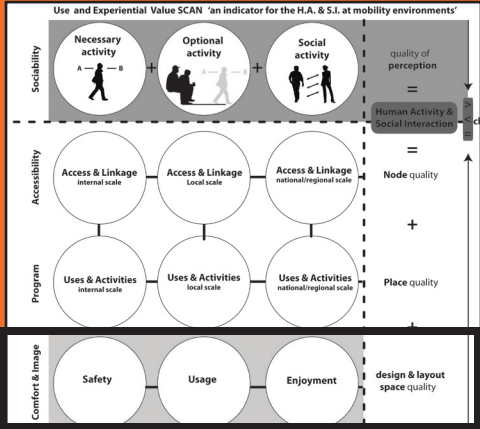 Use and Experiential Value SCAN 'an indicator for the H.A. & S.I. at mobility environments'
Sociability
Necessary
activity
A
B
+
Optional
activity
A
B
+
Social
activity
quality of
perception
=
Human Activity &
Social Interaction
=
Accessibility
Access & Linkage
internal scale
Access & Linkage
Local scale
Access & Linkage
national/regional scale
Node quality
+
Program
Uses & Activities
internal scale
Uses & Activities
local scale
Uses & Activities
national/regional scale
Place quality
+
Comfort & Image
Safety
Usage
Enjoyment
design & layout
space quality